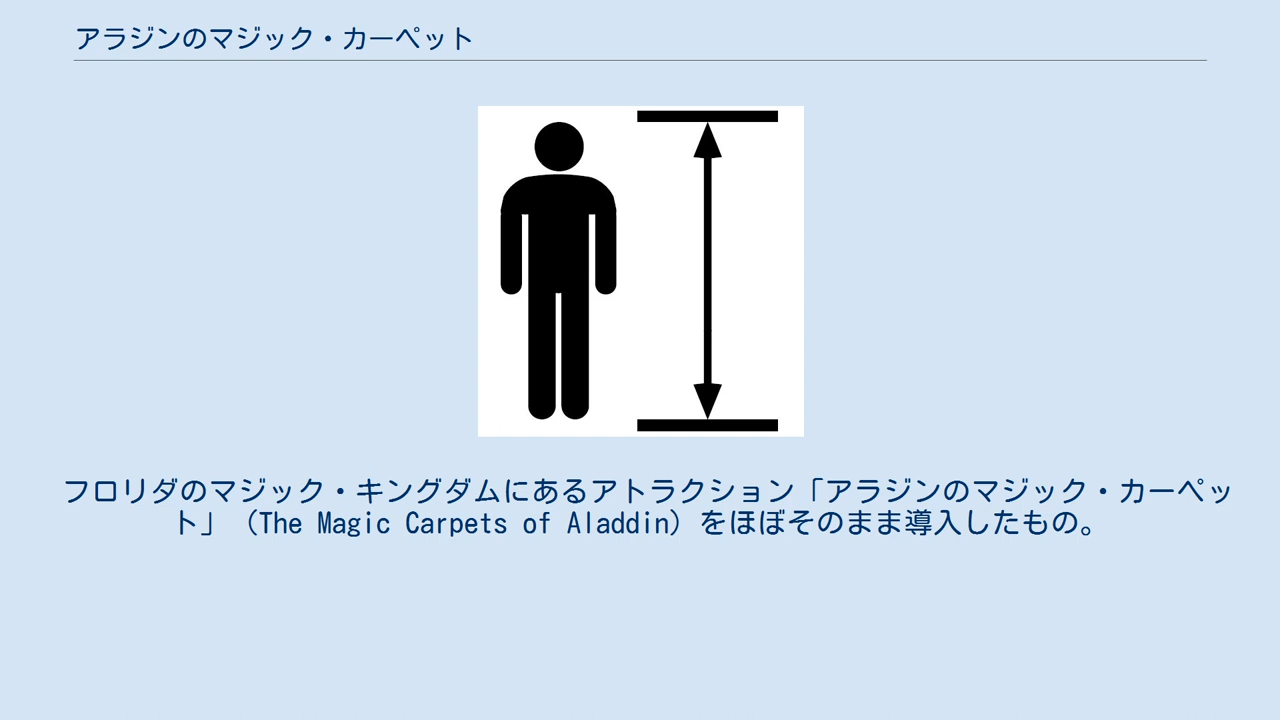 アラジンのマジック・カーペット
フロリダのマジック・キングダムにあるアトラクション「アラジンのマジック・カーペッ
ト」（The Magic Carpets of Aladdin）をほぼそのまま導入したもの。